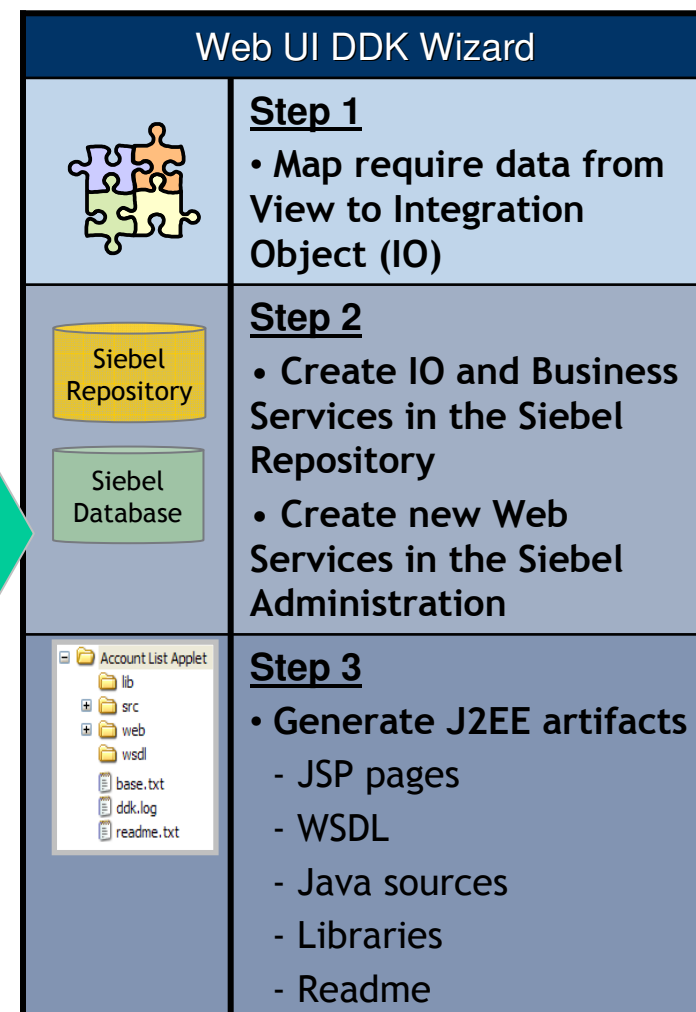 Web UI DDK Wizard
Step 1
• Map require data from
View to Integration
Object (IO)
Siebel
Repository
Siebel
Database
Step 2
• Create IO and Business
Services in the Siebel
Repository
• Create new Web
Services in the Siebel
Administration
Account List Applet
lib
src
web
wsdl
base.txt
ddk.log
readme.txt
Step 3
• Generate J2EE artifacts
- JSP pages
- WSDL
- Java sources
- Libraries
- Readme